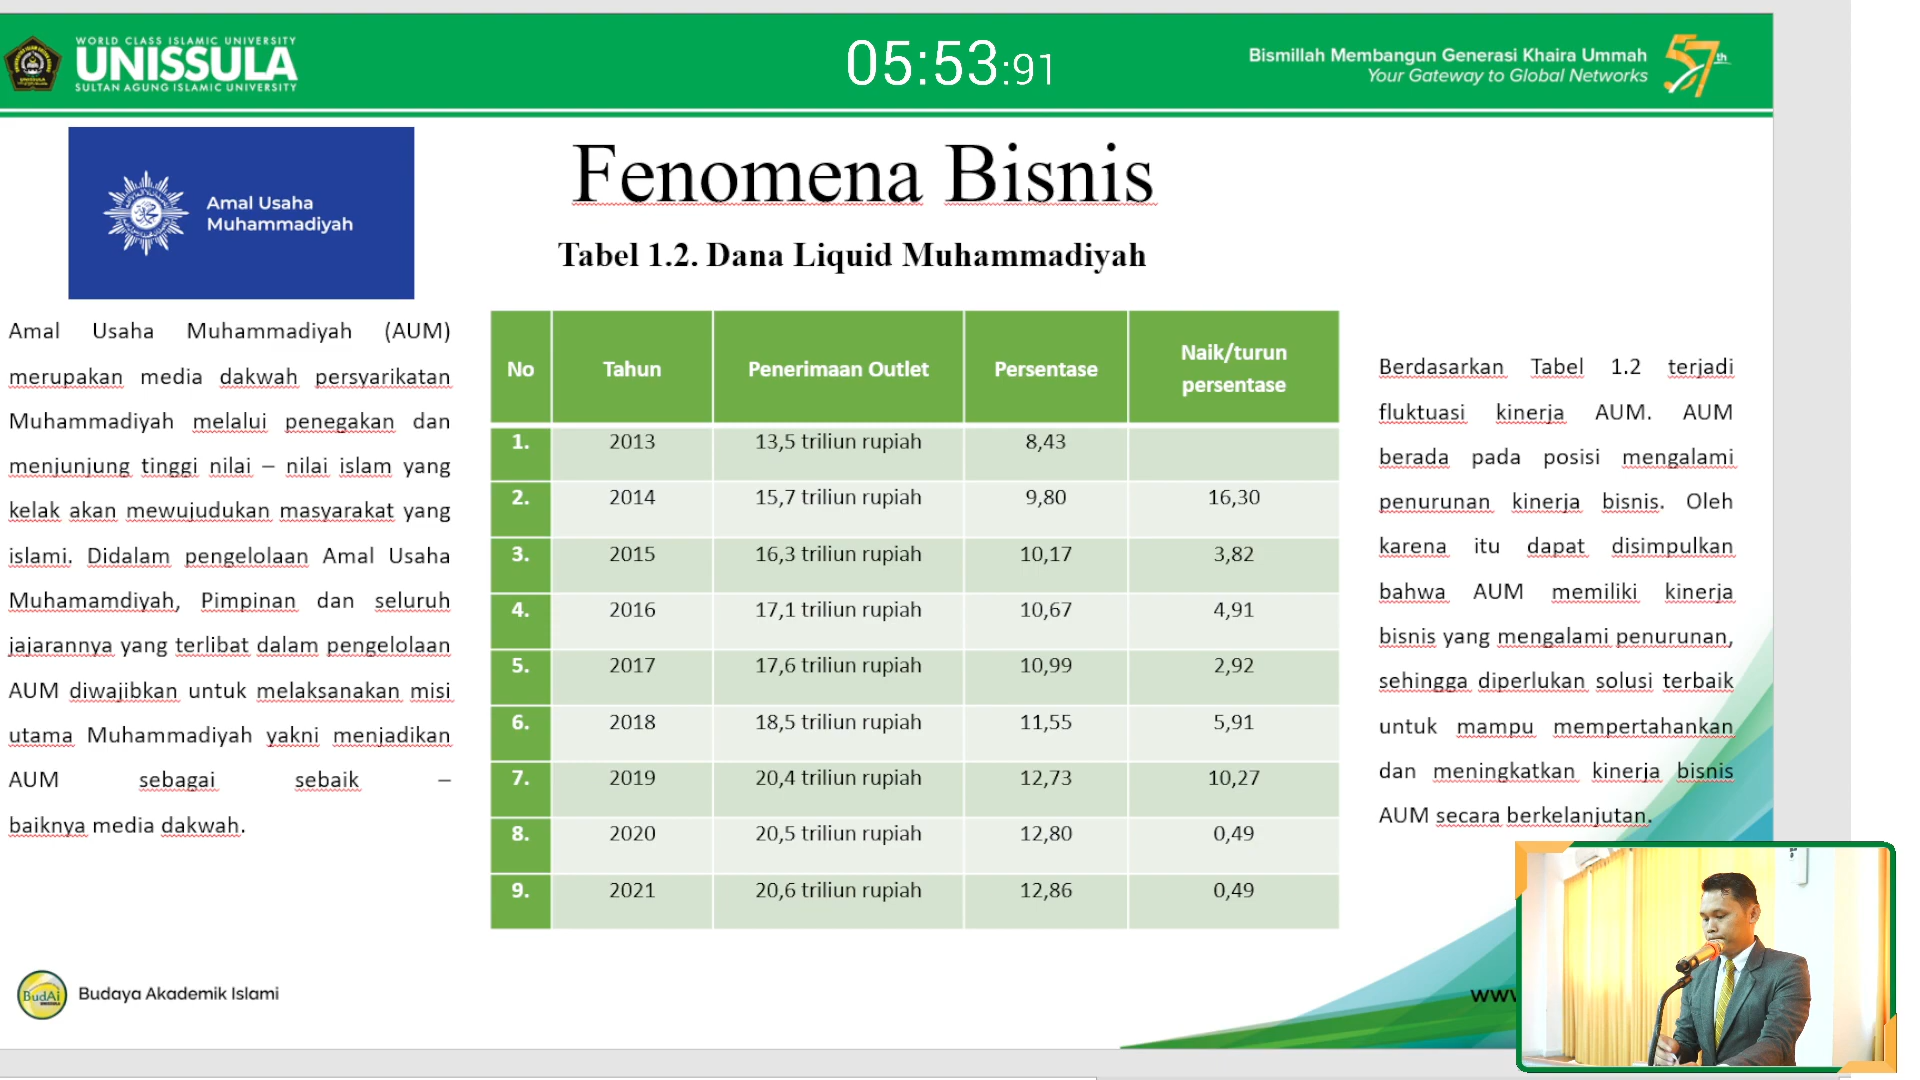 WORLD CLASS ISLAMIC UNIVERSITY
UNISSULA
SULTAN AGUNG ISLAMIC UNIVERSITY
05:53:91
Bismillah Membangun Generasi Khaira Ummah
Your Gateway to Global Networks
57th
Amal Usaha
Muhammadiyah
Fenomena Bisnis
Tabel 1.2. Dana Liquid Muhammadiyah
Amal Usaha Muhammadiyah (AUM)
merupakan media dakwah persyarikatan
Muhammadiyah melalui penegakan dan
menjunjung tinggi nilai – nilai islam yang
kelak akan mewujudukan masyarakat yang
islami. Didalam pengelolaan Amal Usaha
Muhamamdiyah, Pimpinan dan seluruh
jajarannya yang terlibat dalam pengelolaan
AUM diwajibkan untuk melaksanakan misi
utama Muhammadiyah yakni menjadikan
AUM sebagai sebaik –
baiknya media dakwah.
No Tahun Penerimaan Outlet Persentase Naik/turun persentase
1. 2013 13,5 triliun rupiah 8,43
2. 2014 15,7 triliun rupiah 9,80 16,30
3. 2015 16,3 triliun rupiah 10,17 3,82
4. 2016 17,1 triliun rupiah 10,67 4,91
5. 2017 17,6 triliun rupiah 10,99 2,92
6. 2018 18,5 triliun rupiah 11,55 5,91
7. 2019 20,4 triliun rupiah 12,73 10,27
8. 2020 20,5 triliun rupiah 12,80 0,49
9. 2021 20,6 triliun rupiah 12,86 0,49
Berdasarkan Tabel 1.2 terjadi
fluktuasi kinerja AUM. AUM
berada pada posisi mengalami
penurunan kinerja bisnis. Oleh
karena itu dapat disimpulkan
bahwa AUM memiliki kinerja
bisnis yang mengalami penurunan,
sehingga diperlukan solusi terbaik
untuk mampu mempertahankan
dan meningkatkan kinerja bisnis
AUM secara berkelanjutan.
BudAi
Budaya Akademik Islami